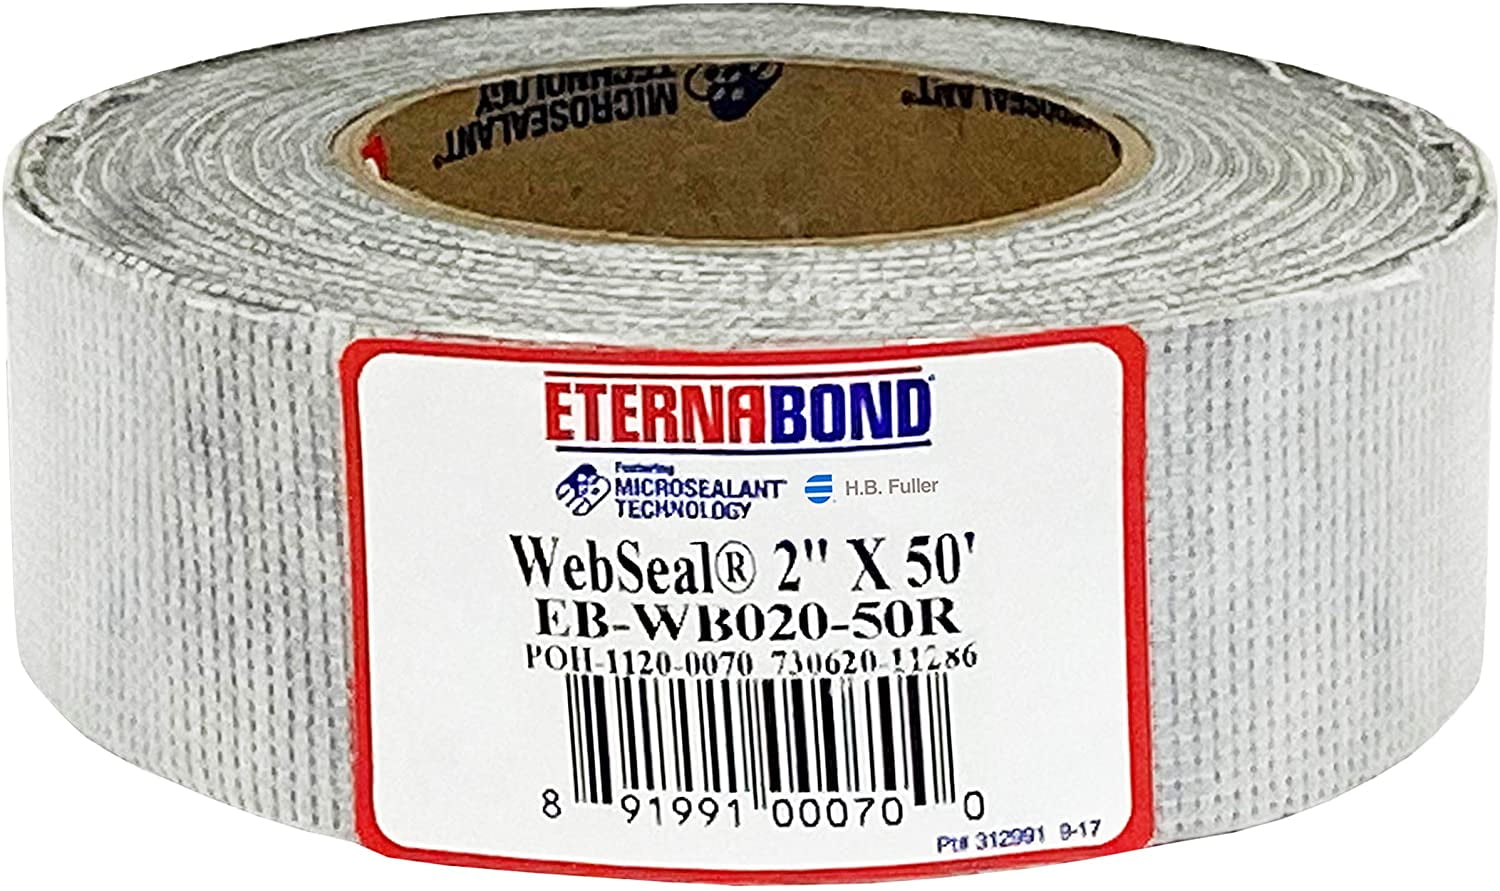 MICROSEALANT®
TECHNOLOGY
ETERNABOND®
Featuring
MICROSEALANT
TECHNOLOGY
H.B. Fuller
WebSeal® 2" X 50'
EB-WB020-50R
POH-1120-0070 730620-11286
8 91991 00070 0
Pt# 312991 9-17